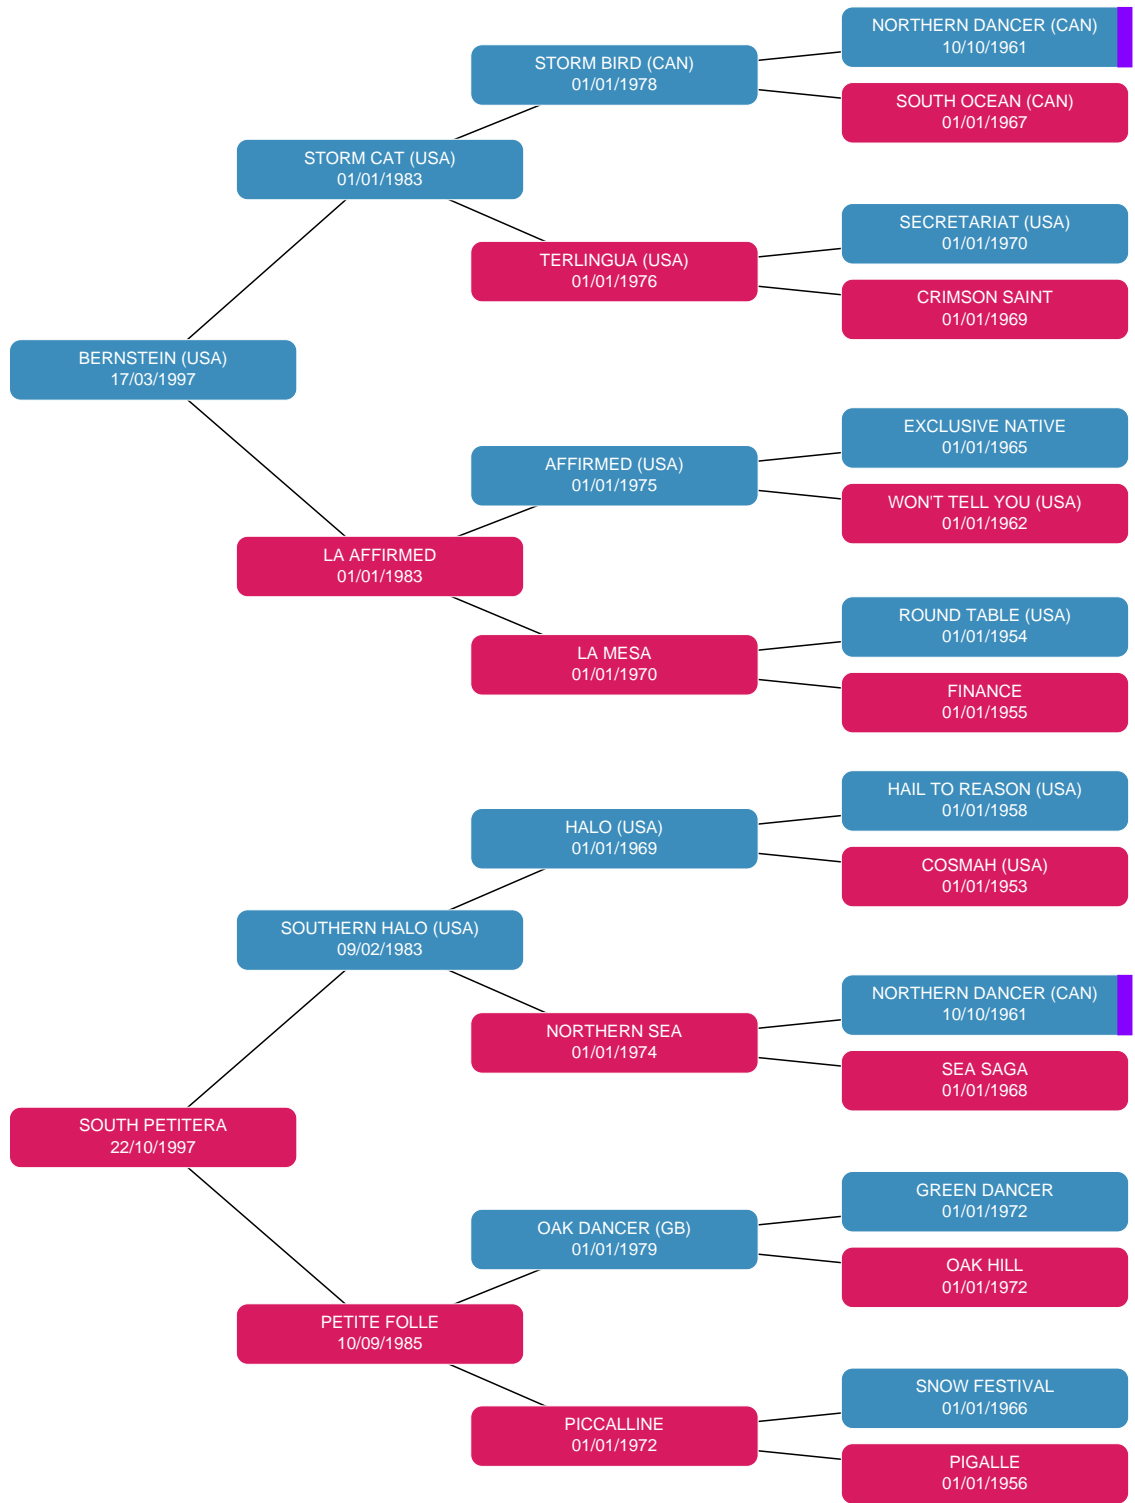 NORTHERN DANCER (CAN)
10/10/1961
STORM BIRD (CAN)
01/01/1978
SOUTH OCEAN (CAN)
01/01/1967
STORM CAT (USA)
01/01/1983
SECRETARIAT (USA)
01/01/1970
TERLINGUA (USA)
01/01/1976
CRIMSON SAINT
01/01/1969
BERNSTEIN (USA)
17/03/1997
EXCLUSIVE NATIVE
01/01/1965
AFFIRMED (USA)
01/01/1975
WON'T TELL YOU (USA)
01/01/1962
LA AFFIRMED
01/01/1983
ROUND TABLE (USA)
01/01/1954
LA MESA
01/01/1970
FINANCE
01/01/1955
HAIL TO REASON (USA)
01/01/1958
HALO (USA)
01/01/1969
COSMAH (USA)
01/01/1953
SOUTHERN HALO (USA)
09/02/1983
NORTHERN DANCER (CAN)
10/10/1961
NORTHERN SEA
01/01/1974
SEA SAGA
01/01/1968
SOUTH PETITERA
22/10/1997
GREEN DANCER
01/01/1972
OAK DANCER (GB)
01/01/1979
OAK HILL
01/01/1972
PETITE FOLLE
10/09/1985
SNOW FESTIVAL
01/01/1966
PICCALLINE
01/01/1972
PIGALLE
01/01/1956